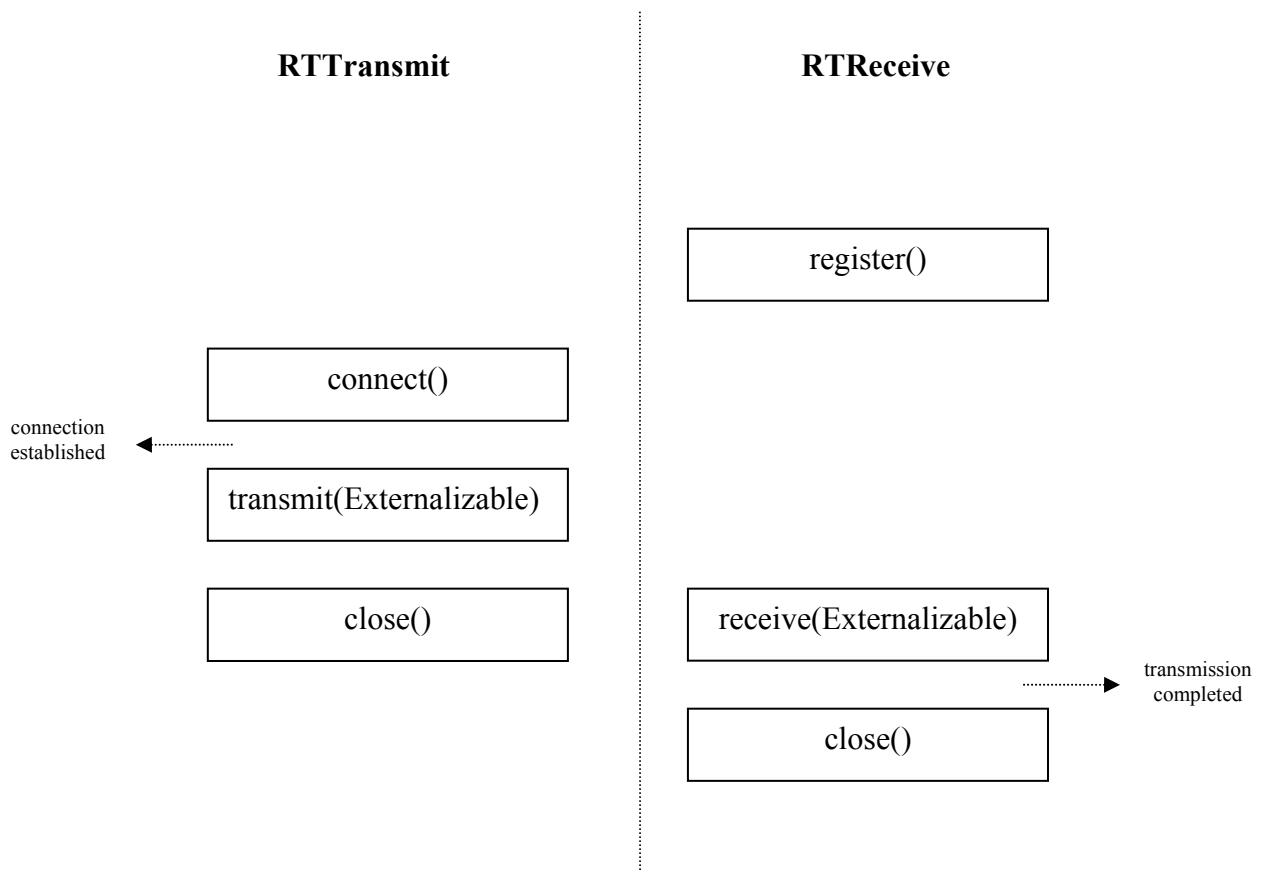 RTTransmit
RTReceive
register()
connect()
connection
established
transmit(Externalizable)
close()
receive(Externalizable)
transmission
completed
close()